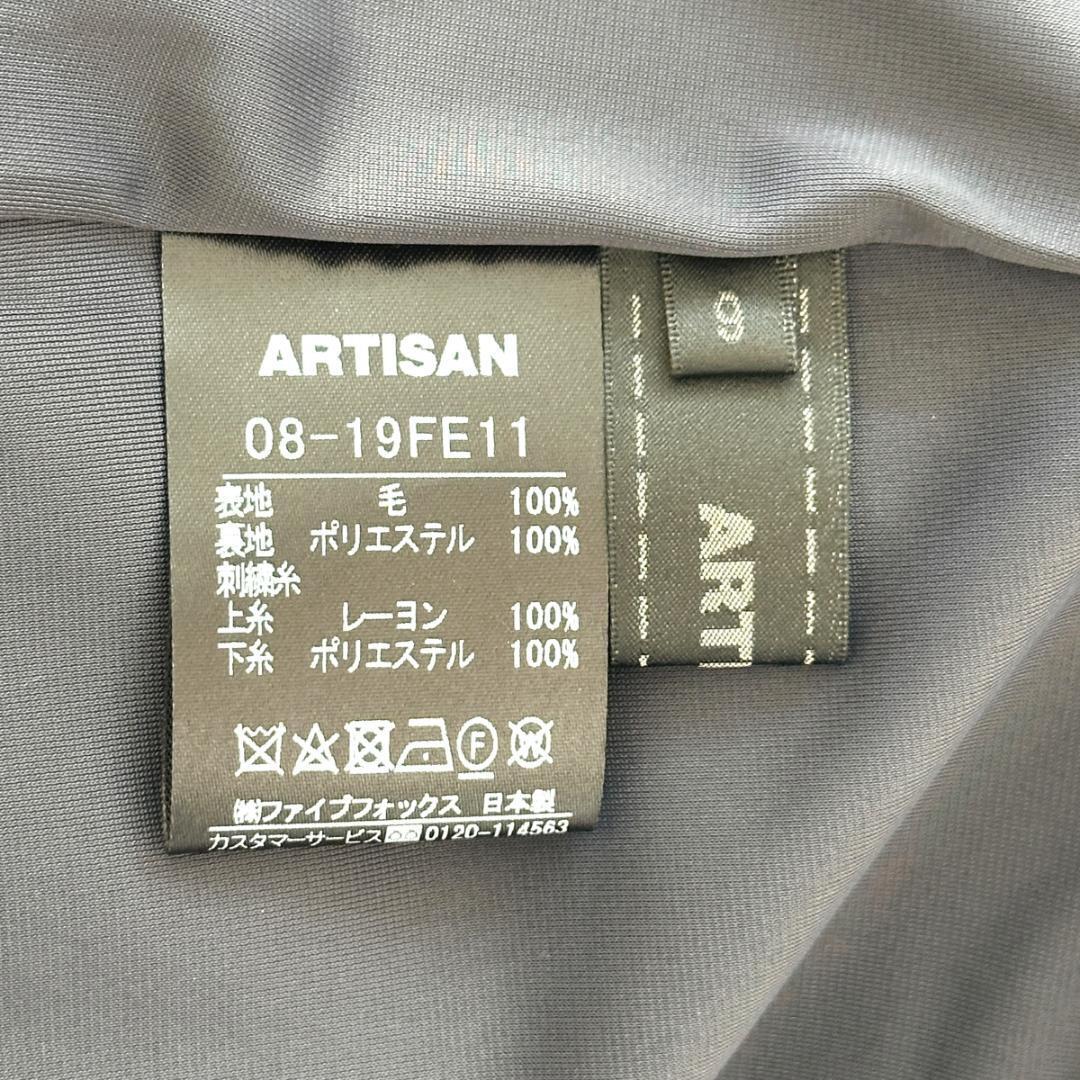 ARTISAN
08-19FE11
表地 毛 100%
裏地 ポリエステル 100%
刺繍糸
上糸 レーヨン 100%
下糸 ポリエステル 100%
F W
㈱ファイブフォックス 日本製
カスタマーサービス 0120-114563
9
ART